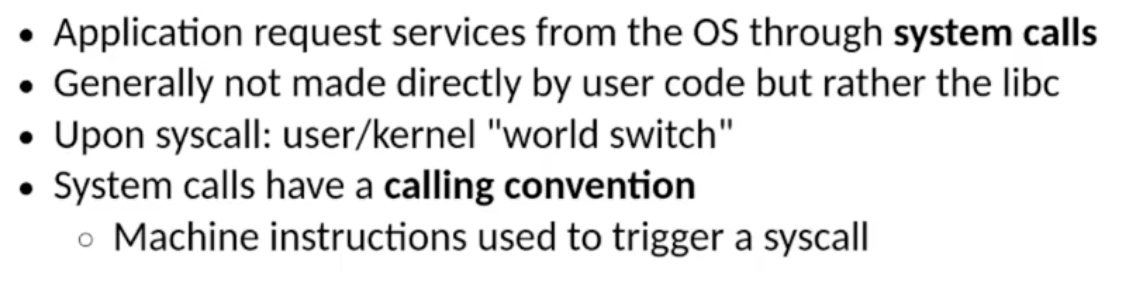 • Application request services from the OS through system calls
• Generally not made directly by user code but rather the libc
• Upon syscall: user/kernel "world switch"
• System calls have a calling convention
○ Machine instructions used to trigger a syscall